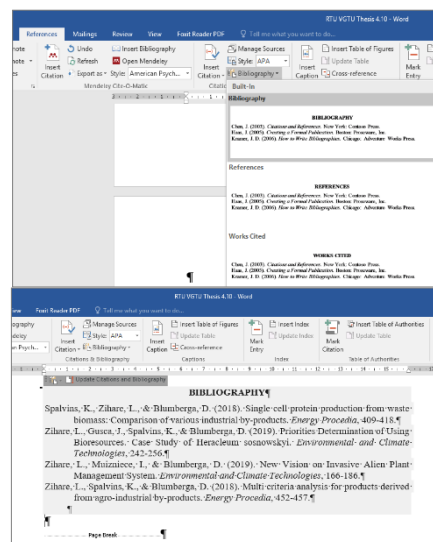 RTU VGTU Thesis 4.10 - Word
References Mailings Review View Foxit Reader PDF Tell me what you want to do...
Undo Insert Bibliography Manage Sources Insert Table of Figures
Insert Citation Refresh Open Mendeley Insert Citation Style: APA Insert Caption Update Table Mark Entry
Export as Style: American Psych... Bibliography Cross-reference
Mendeley Cite-O-Matic
Built-In
Bibliography
BIBLIOGRAPHY
Chen, J. (2003). Citations and References. New York: Contoso Press.
Haas, J. (2005). Creating a Formal Publication. Boston: Proseware, Inc.
Kramer, J. D. (2006). How to Write Bibliographies. Chicago: Adventure Works Press.
References
REFERENCES
Chen, J. (2003). Citations and References. New York: Contoso Press.
Haas, J. (2005). Creating a Formal Publication. Boston: Proseware, Inc.
Kramer, J. D. (2006). How to Write Bibliographies. Chicago: Adventure Works Press.
Works Cited
WORKS CITED
Chen, J. (2003). Citations and References. New York: Contoso Press.
Haas, J. (2005). Creating a Formal Publication. Boston: Proseware, Inc.
Kramer, J. D. (2006). How to Write Bibliographies. Chicago: Adventure Works Press.
¶
RTU VGTU Thesis 4.10 - Word
Foxit Reader PDF Tell me what you want to do...
Manage Sources Insert Table of Figures Insert Index Insert Table of Authorities
Insert Citation Style: APA Insert Caption Update Table Mark Entry Update Index Mark Citation Update Table
Bibliography Cross-reference
Citations & Bibliography Captions Index Table of Authorities
Update Citations and Bibliography
BIBLIOGRAPHY¶
Spalvins, K., Zihare, L., & Blumberga, D. (2018). Single cell protein production from waste
biomass: Comparison of various industrial by-products. Energy Procedia, 409-418.¶
Zihare, L., Gusca, J., Spalvins, K., & Blumberga, D. (2019). Priorities Determination of Using
Bioresources. Case Study of Heracleum sosnowskyi. Environmental and Climate
Technologies, 242-256.¶
Zihare, L., Muizniece, I., & Blumberga, D. (2019). New Vision on Invasive Alien Plant
Management System. Environmental and Climate Technologies, 166-186.¶
Zihare, L., Spalvins, K., & Blumberga, D. (2018). Multi criteria analysis for products derived
from agro-industrial by-products. Energy Procedia, 452-457.¶
¶
¶
Page Break ¶